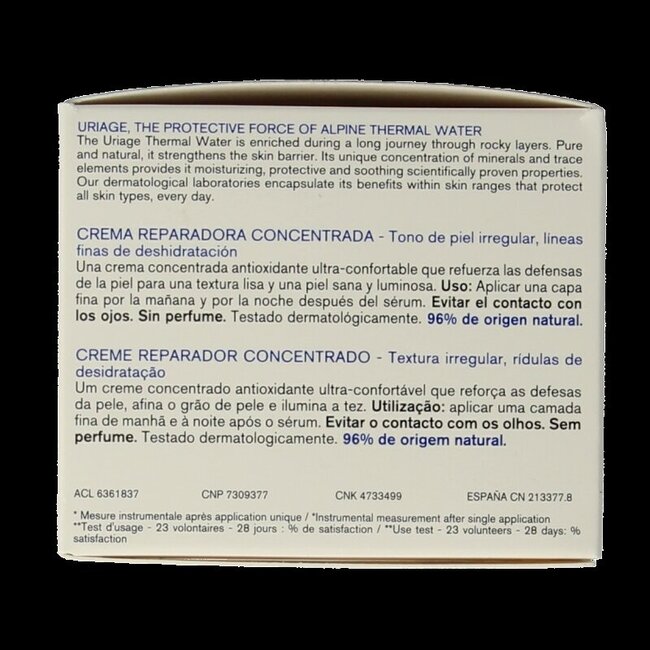 URIAGE, THE PROTECTIVE FORCE OF ALPINE THERMAL WATER
The Uriage Thermal Water is enriched during a long journey through rocky layers. Pure
and natural, it strengthens the skin barrier. Its unique concentration of minerals and trace
elements provides it moisturizing, protective and soothing scientifically proven properties.
Our dermatological laboratories encapsulate its benefits within skin ranges that protect
all skin types, every day.
CREMA REPARADORA CONCENTRADA - Tono de piel irregular, líneas
finas de deshidratación
Una crema concentrada antioxidante ultra-confortable que refuerza las defensas
de la piel para una textura lisa y una piel sana y luminosa. Uso: Aplicar una capa
fina por la mañana y por la noche después del sérum. Evitar el contacto con
los ojos. Sin perfume. Testado dermatológicamente. 96% de origen natural.
CREME REPARADOR CONCENTRADO - Textura irregular, rídulas de
desidratação
Um creme concentrado antioxidante ultra-confortável que reforça as defesas
da pele, afina o grão de pele e ilumina a tez. Utilização: aplicar uma camada
fina de manhã e à noite após o sérum. Evitar o contacto com os olhos. Sem
perfume. Testado dermatologicamente. 96% de origem natural.
ACL 6361837 CNP 7309377 CNK 4733499 ESPAÑA CN 213377.8
* Mesure instrumentale après application unique / *Instrumental measurement after single application
**Test d'usage - 23 volontaires - 28 jours : % de satisfaction / **Use test - 23 volunteers - 28 days: %
satisfaction